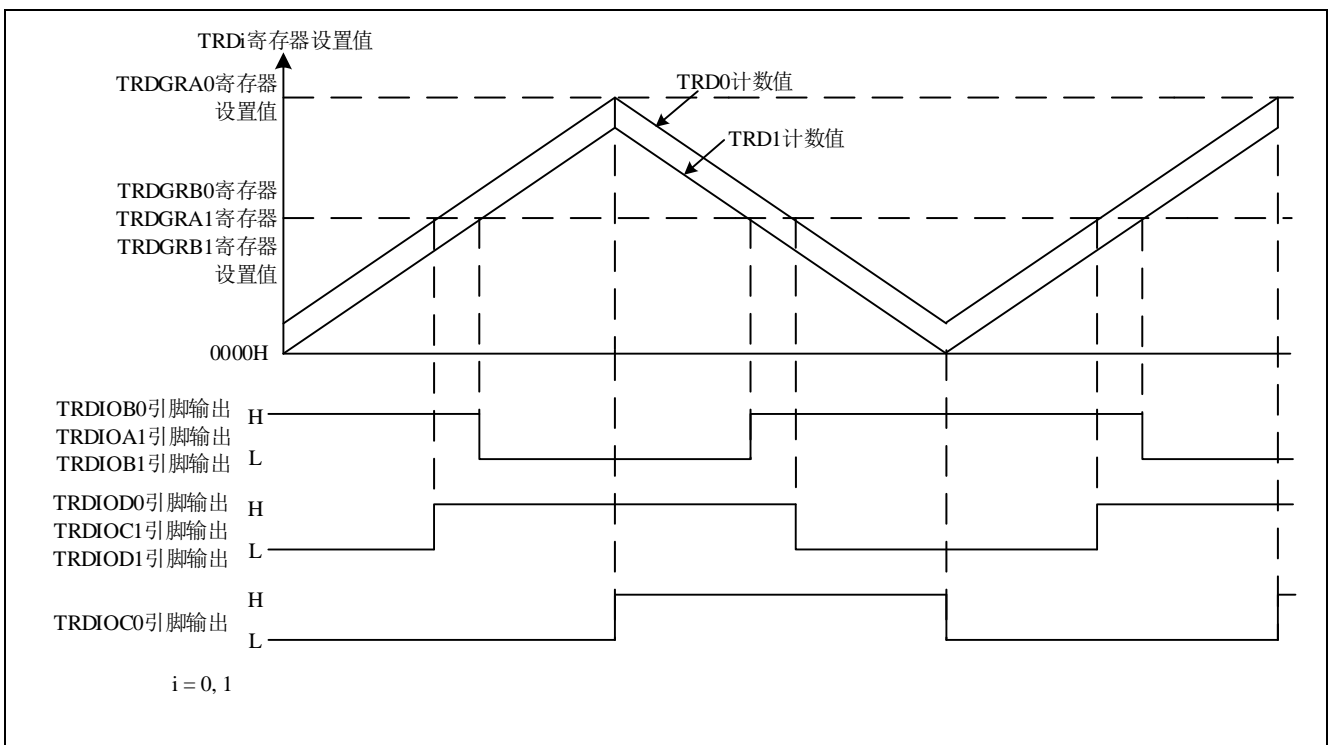 TRDi寄存器设置值
TRDGRA0寄存器
设置值
TRD0计数值
TRD1计数值
TRDGRB0寄存器
TRDGRA1寄存器
TRDGRB1寄存器
设置值
0000H
TRDIOB0引脚输出 H
TRDIOA1引脚输出
TRDIOB1引脚输出 L
TRDIOD0引脚输出 H
TRDIOC1引脚输出
TRDIOD1引脚输出 L
H
TRDIOC0引脚输出
L
i = 0, 1